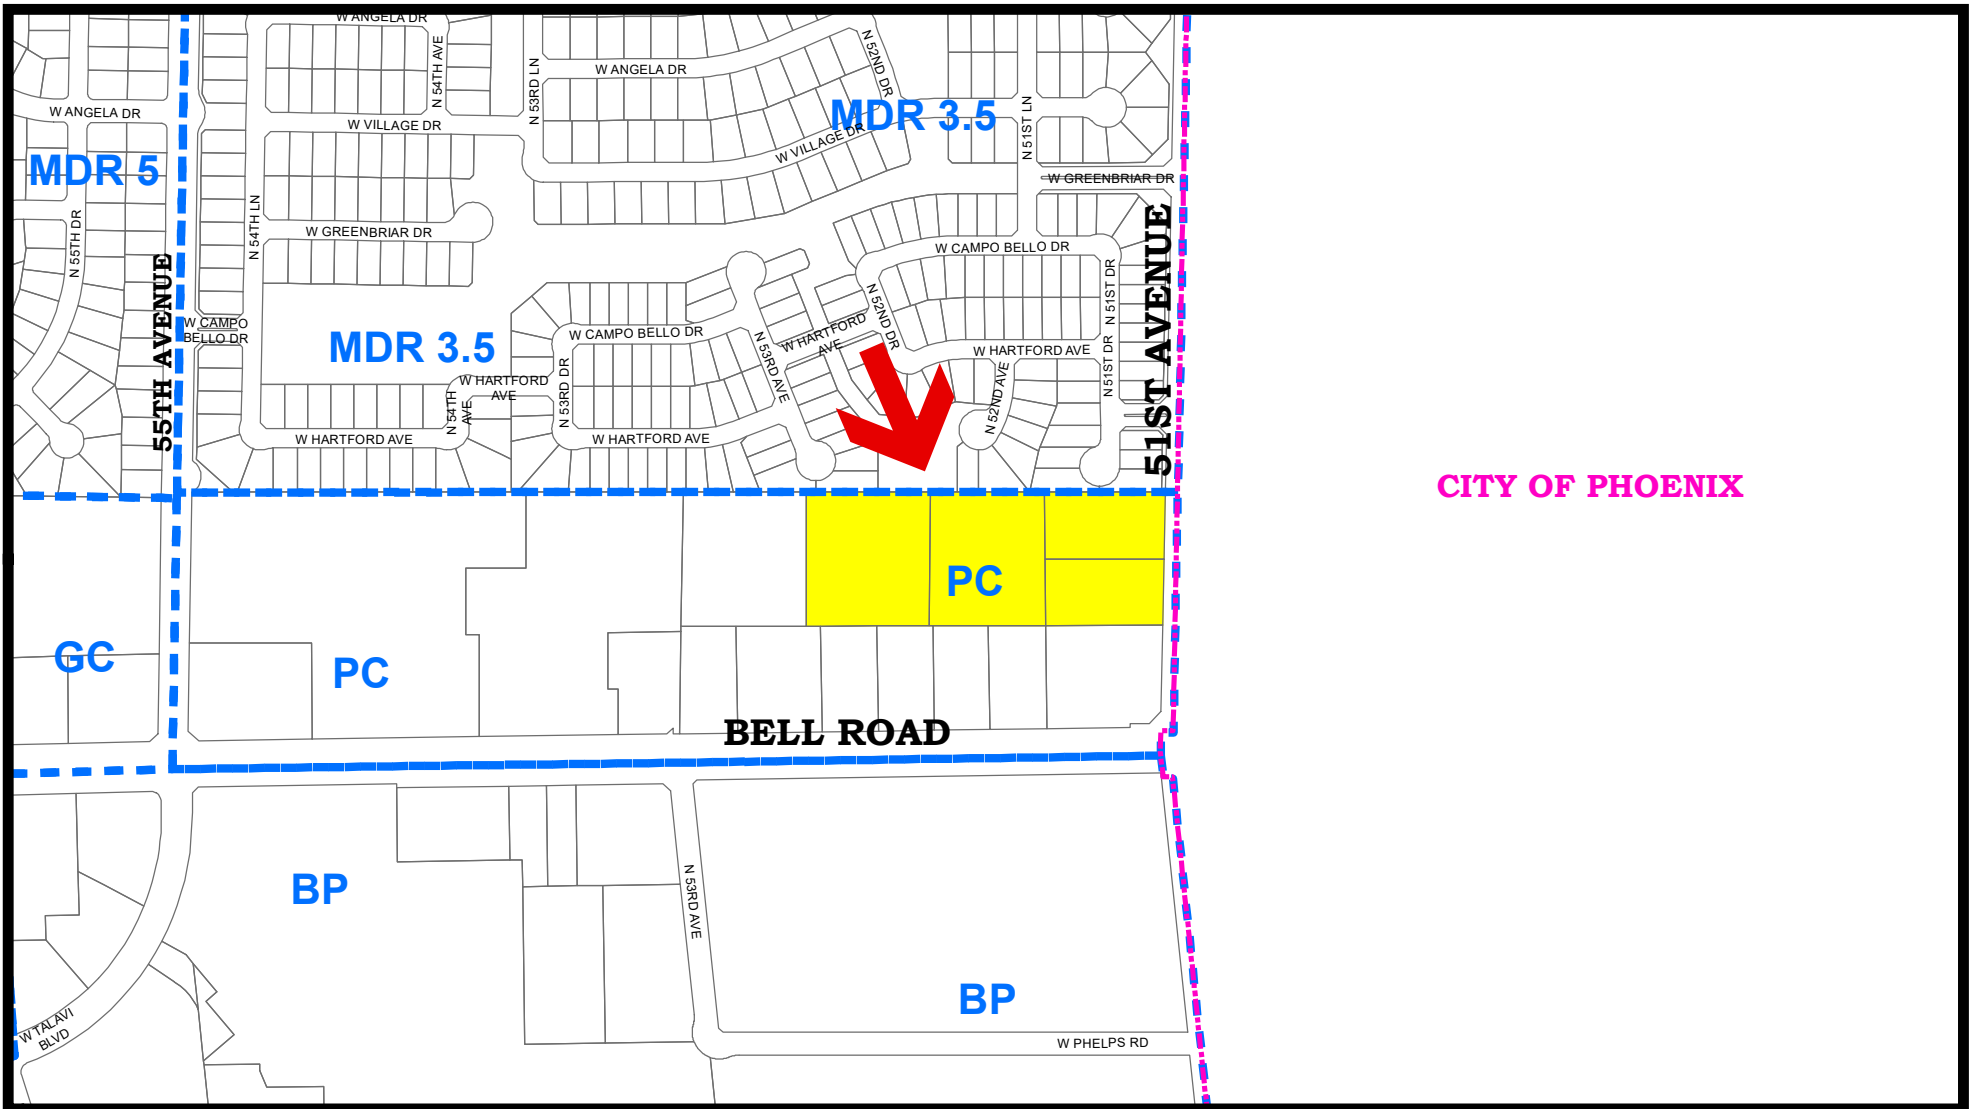 W ANGELA DR
N 54TH AVE
N 53RD LN
W ANGELA DR
N 52ND DR
W ANGELA DR
W VILLAGE DR
MDR 3.5
N 51ST LN
W VILLAGE DR
MDR 5
W GREENBRIAR DR
N 55TH DR
N 54TH LN
W GREENBRIAR DR
W CAMPO BELLO DR
N 51ST DR
51ST AVENUE
55TH AVENUE
W CAMPO
BELLO DR
MDR 3.5
W CAMPO BELLO DR
N 53RD AVE
W HARTFORD
AVE
N 52ND DR
W HARTFORD AVE
N 51ST DR
W HARTFORD
AVE
N 54TH
AVE
N 53RD DR
N 52ND AVE
W HARTFORD AVE
W HARTFORD AVE
CITY OF PHOENIX
PC
GC
PC
BELL ROAD
BP
N 53RD AVE
BP
W TALAVI
BLVD
W PHELPS RD